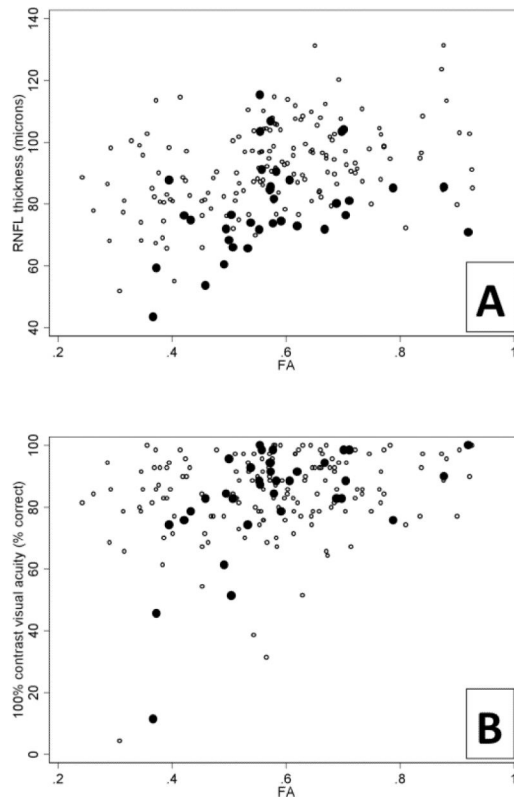 140
120
100
80
60
40
RNFL thickness (microns)
.2 .4 .6 .8 1
FA
A
100
80
60
40
20
0
100% contrast visual acuity (% correct)
.2 .4 .6 .8 1
FA
B